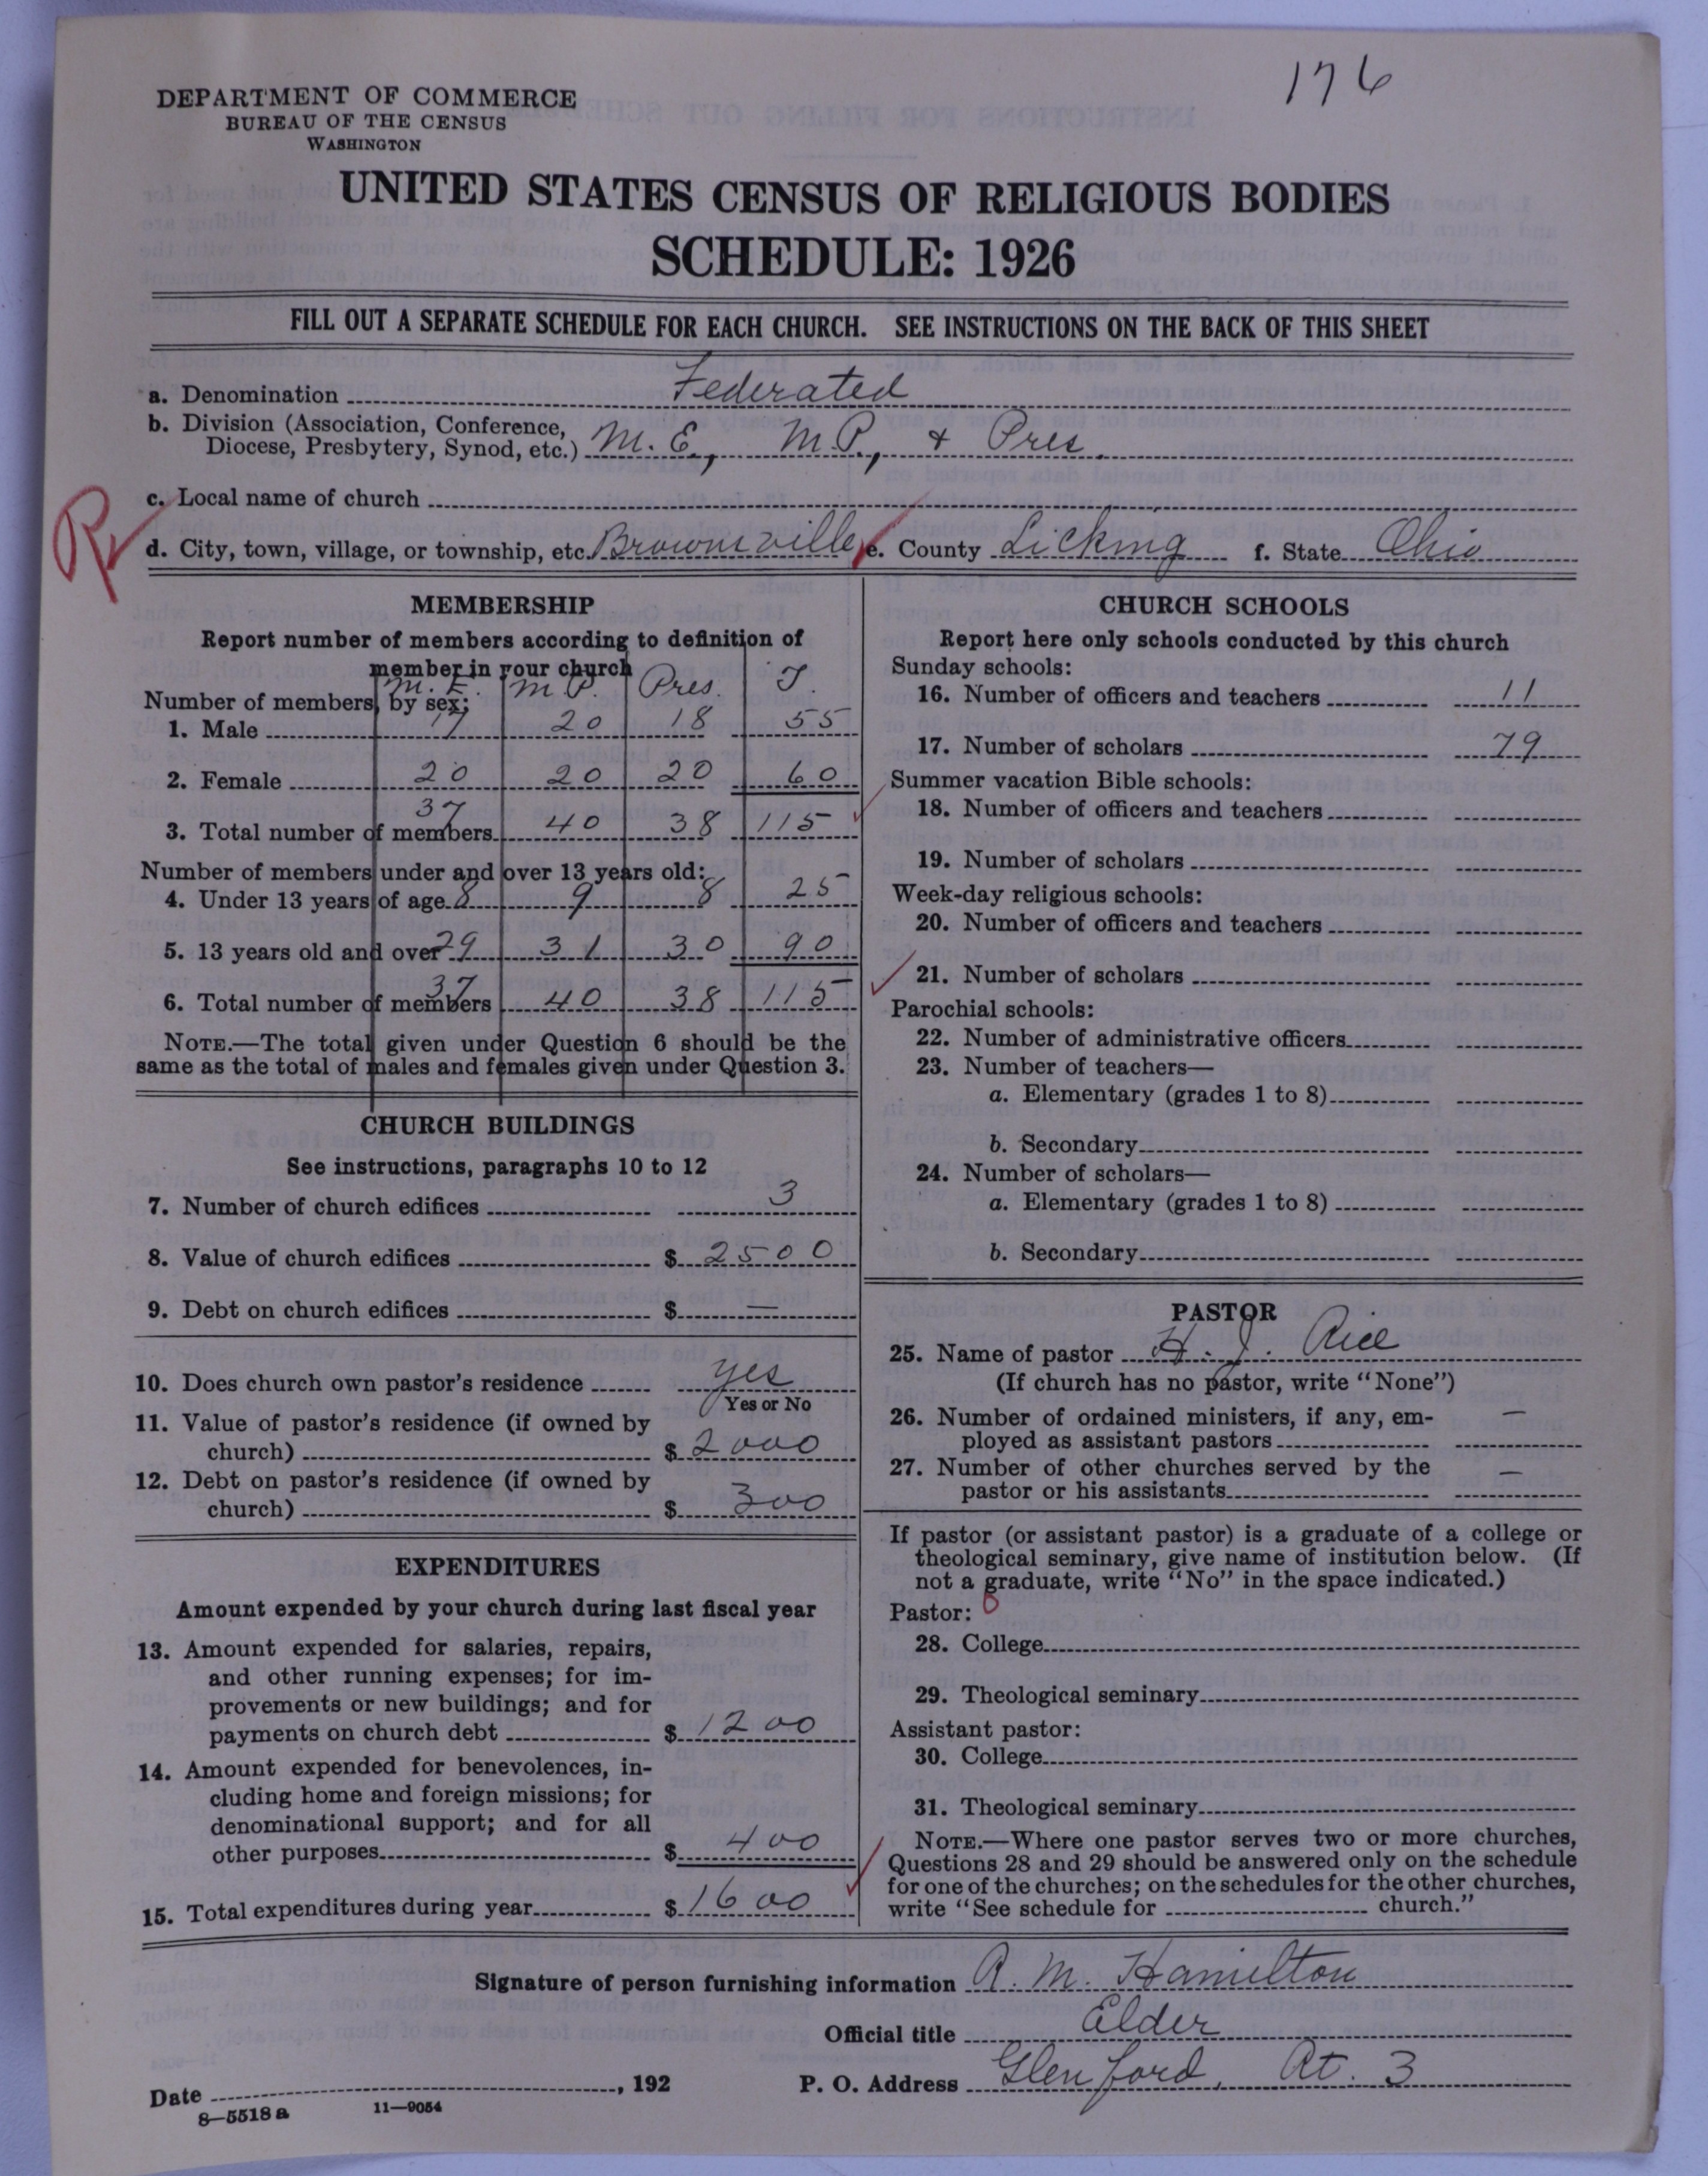 176
DEPARTMENT OF COMMERCE
BUREAU OF THE CENSUS
WASHINGTON
UNITED STATES CENSUS OF RELIGIOUS BODIES
SCHEDULE: 1926
FILL OUT A SEPARATE SCHEDULE FOR EACH CHURCH. SEE INSTRUCTIONS ON THE BACK OF THIS SHEET
a. Denomination Federated
b. Division (Association, Conference,
Diocese, Presbytery, Synod, etc.) M. E., M. P., + Pres.
c. Local name of church
d. City, town, village, or township, etc. Brownsville e. County Licking f. State Ohio
MEMBERSHIP
Report number of members according to definition of
member in your church
M. E. M P. Pres. T.
Number of members by sex:
1. Male 17 20 18 55
2. Female 20 20 20 60
3. Total number of members 37 40 38 115
Number of members under and over 13 years old:
4. Under 13 years of age 8 9 8 25
5. 13 years old and over 29 31 30 90
6. Total number of members 37 40 38 115
NOTE.—The total given under Question 6 should be the
same as the total of males and females given under Question 3.
CHURCH BUILDINGS
See instructions, paragraphs 10 to 12
7. Number of church edifices 3
8. Value of church edifices $ 2500
9. Debt on church edifices $ —
10. Does church own pastor's residence yes
Yes or No
11. Value of pastor's residence (if owned by
church) $ 2000
12. Debt on pastor's residence (if owned by
church) $ 300
EXPENDITURES
Amount expended by your church during last fiscal year
13. Amount expended for salaries, repairs,
and other running expenses; for im-
provements or new buildings; and for
payments on church debt $ 1200
14. Amount expended for benevolences, in-
cluding home and foreign missions; for
denominational support; and for all
other purposes $ 400
15. Total expenditures during year $ 1600
CHURCH SCHOOLS
Report here only schools conducted by this church
Sunday schools:
16. Number of officers and teachers 11
17. Number of scholars 79
Summer vacation Bible schools:
18. Number of officers and teachers
19. Number of scholars
Week-day religious schools:
20. Number of officers and teachers
21. Number of scholars
Parochial schools:
22. Number of administrative officers
23. Number of teachers—
a. Elementary (grades 1 to 8)
b. Secondary
24. Number of scholars—
a. Elementary (grades 1 to 8)
b. Secondary
PASTOR
25. Name of pastor H. J. Rice
(If church has no pastor, write "None")
26. Number of ordained ministers, if any, em-
ployed as assistant pastors —
27. Number of other churches served by the
pastor or his assistants —
If pastor (or assistant pastor) is a graduate of a college or
theological seminary, give name of institution below. (If
not a graduate, write "No" in the space indicated.)
Pastor: 0
28. College
29. Theological seminary
Assistant pastor:
30. College
31. Theological seminary
NOTE.—Where one pastor serves two or more churches,
Questions 28 and 29 should be answered only on the schedule
for one of the churches; on the schedules for the other churches,
write "See schedule for church."
Signature of person furnishing information A. M. Hamilton
Official title Elder
Date , 192 P. O. Address Glenford, Rt. 3
8—5518 a 11—9054